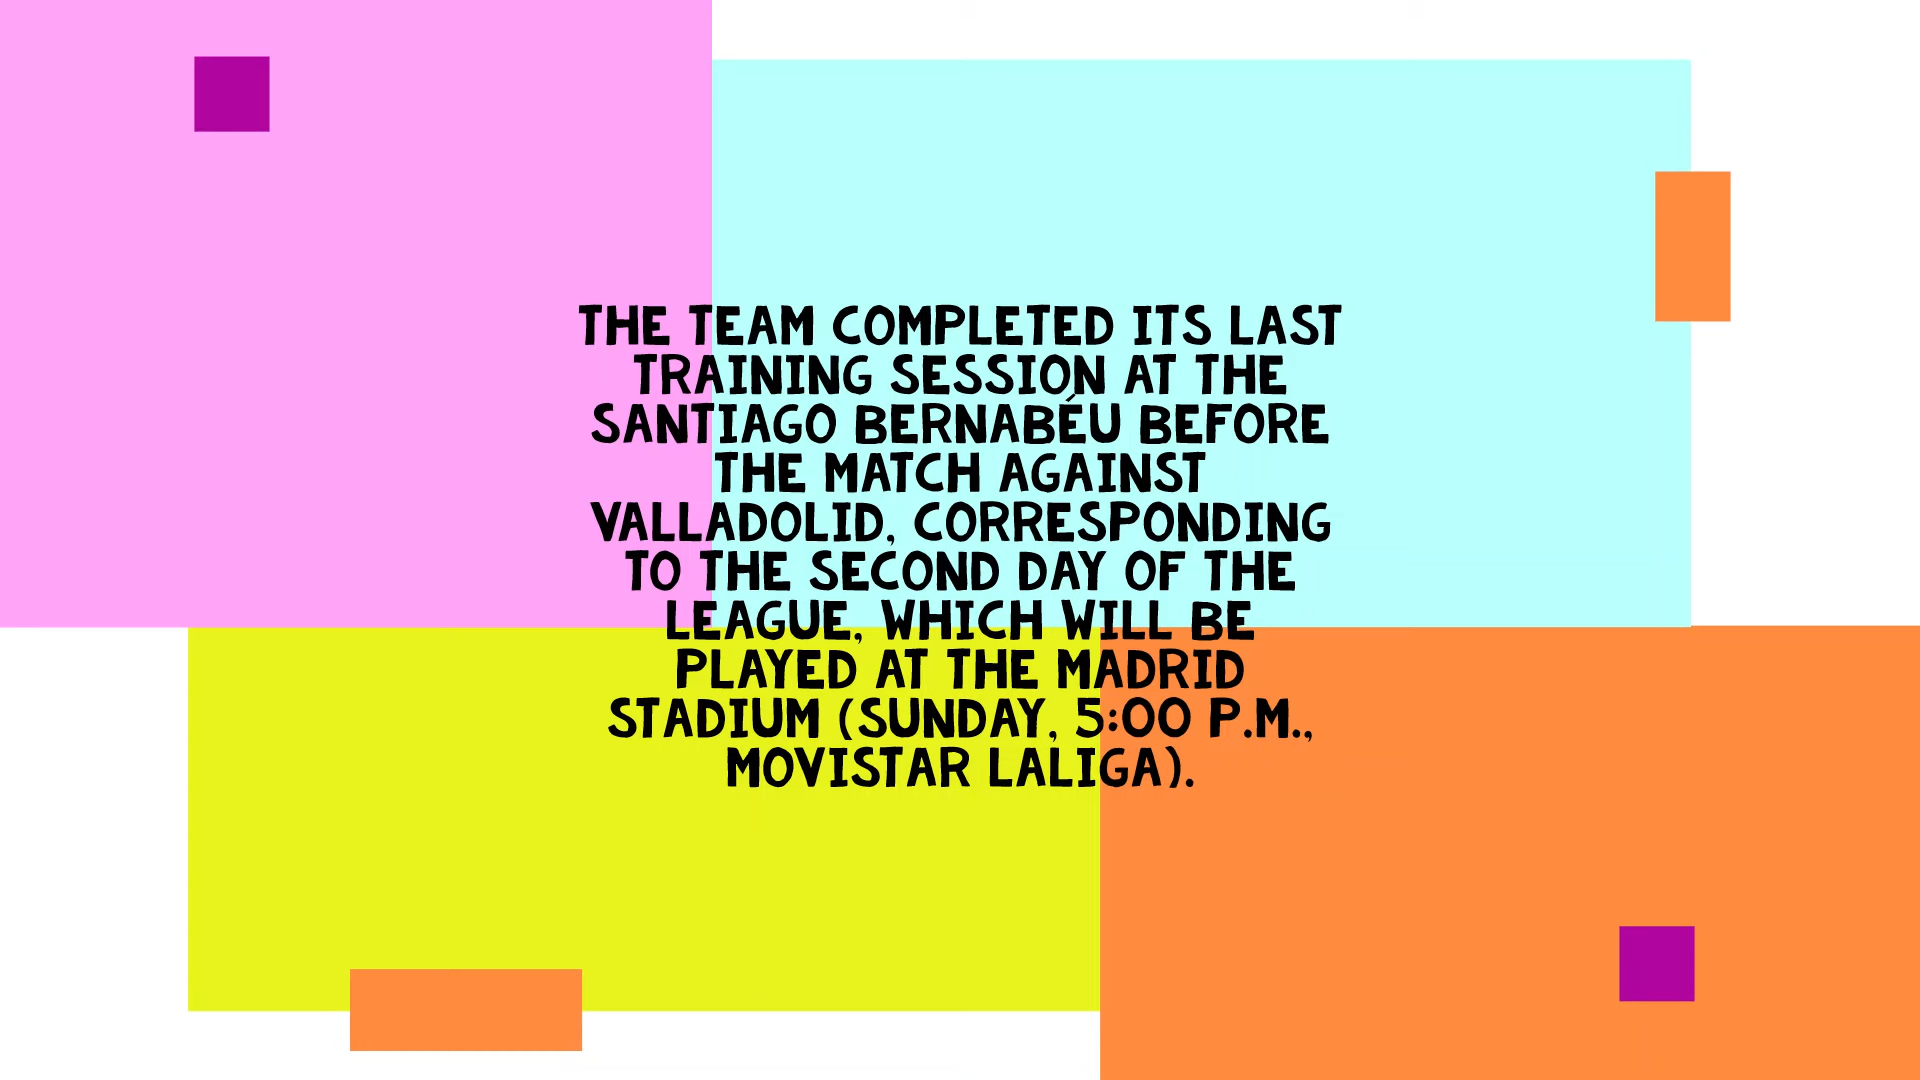 THE TEAM COMPLETED ITS LAST
TRAINING SESSION AT THE
SANTIAGO BERNABÉU BEFORE
THE MATCH AGAINST
VALLADOLID, CORRESPONDING
TO THE SECOND DAY OF THE
LEAGUE, WHICH WILL BE
PLAYED AT THE MADRID
STADIUM (SUNDAY, 5:00 P.M.,
MOVISTAR LALIGA).